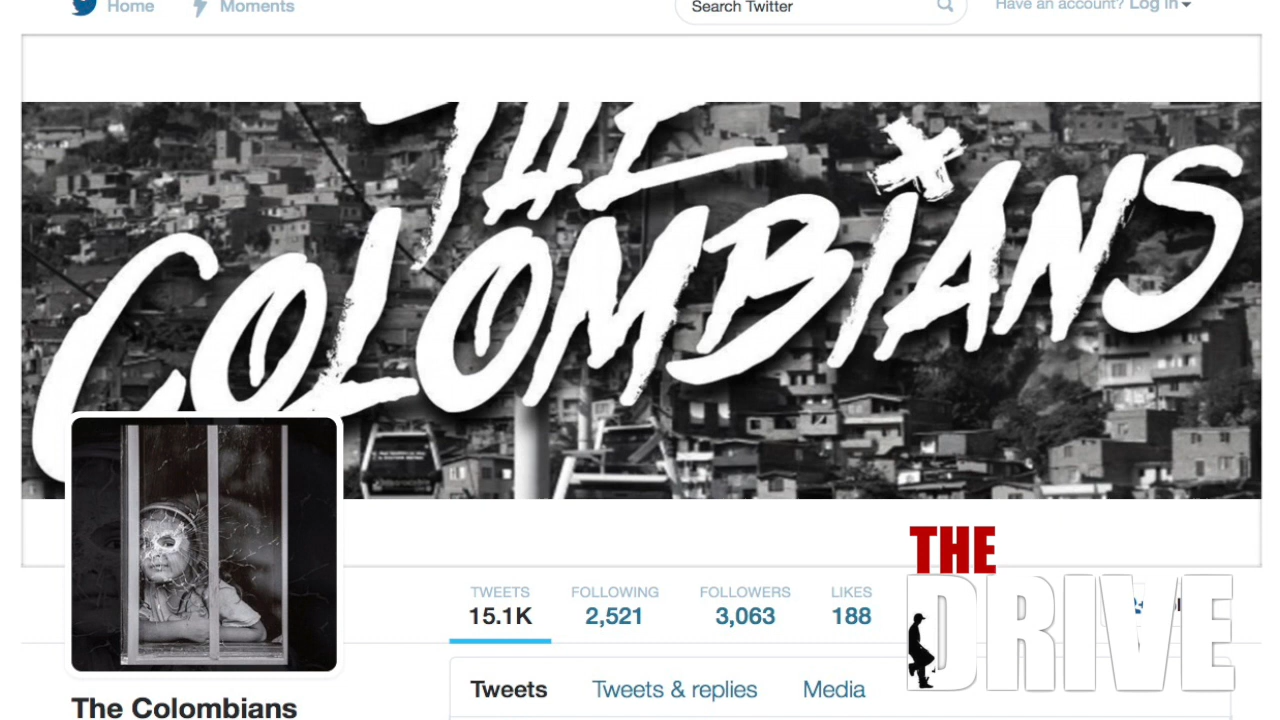 Home Moments Search Twitter Have an account? Log in
THE
COLOMBIANS
TWEETS FOLLOWING FOLLOWERS LIKES
15.1K 2,521 3,063 188
THE
DRIVE
Tweets Tweets & replies Media
The Colombians